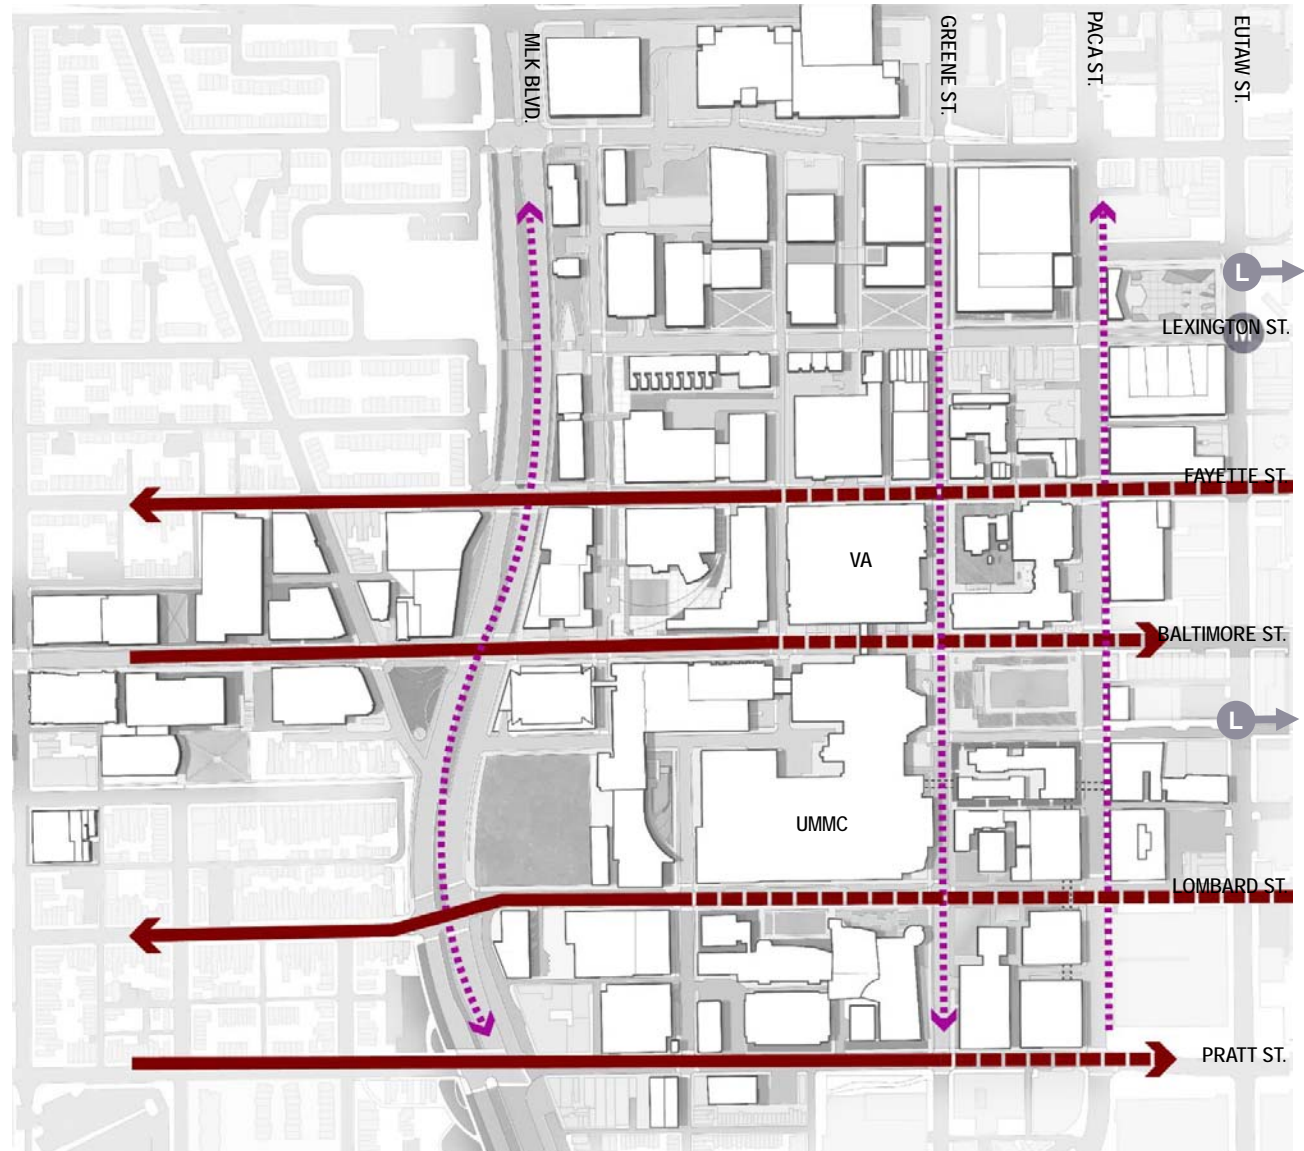 MLK BLVD.
GREENE ST.
PACA ST.
EUTAW ST.
L
LEXINGTON ST.
M
FAYETTE ST.
VA
BALTIMORE ST.
L
UMMC
LOMBARD ST.
PRATT ST.